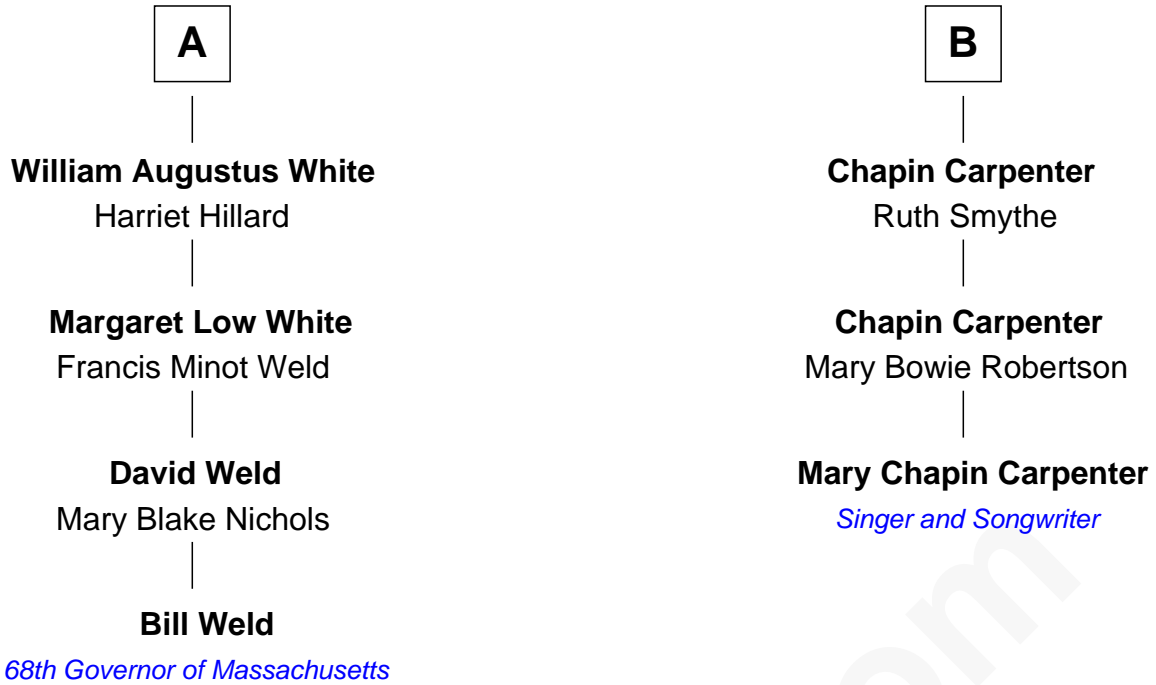 A
William Augustus White
Harriet Hillard
Margaret Low White
Francis Minot Weld
David Weld
Mary Blake Nichols
Bill Weld
68th Governor of Massachusetts
B
Chapin Carpenter
Ruth Smythe
Chapin Carpenter
Mary Bowie Robertson
Mary Chapin Carpenter
Singer and Songwriter
om